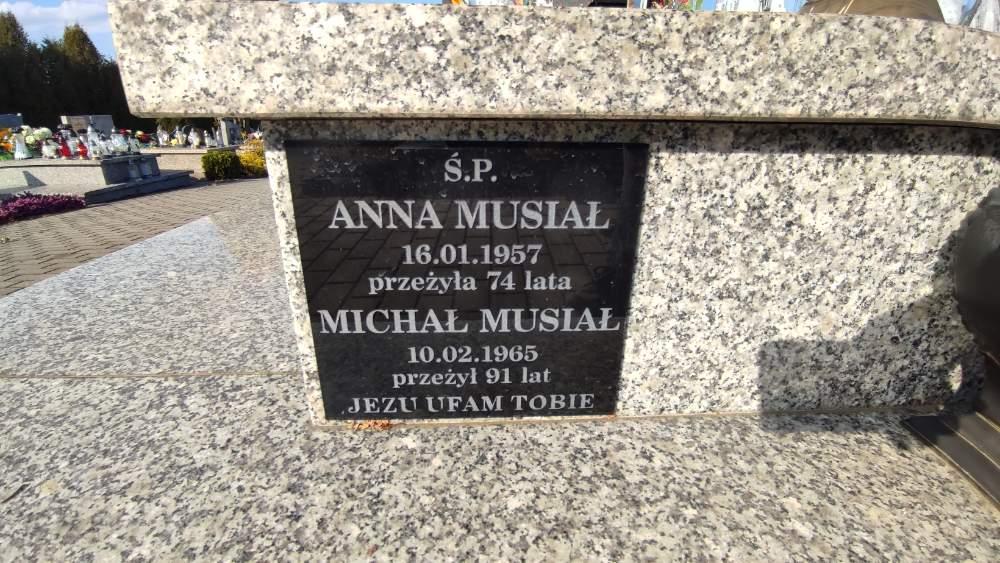 Ś.P.
ANNA MUSIAŁ
16.01.1957
przeżyła 74 lata
MICHAŁ MUSIAŁ
10.02.1965
przeżył 91 lat
JEZU UFAM TOBIE